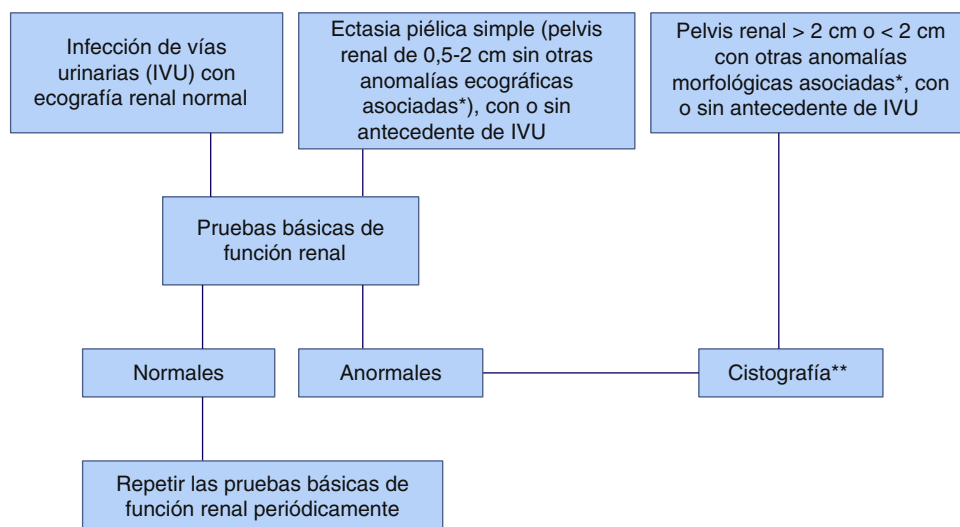 Infección de vías
urinarias (IVU) con
ecografía renal normal
Ectasia piélica simple (pelvis
renal de 0,5-2 cm sin otras
anomalías ecográficas
asociadas*), con o sin
antecedente de IVU
Pelvis renal > 2 cm o < 2 cm
con otras anomalías
morfológicas asociadas*, con
o sin antecedente de IVU
Pruebas básicas de
función renal
Normales
Anormales
Cistografía**
Repetir las pruebas básicas de
función renal periódicamente